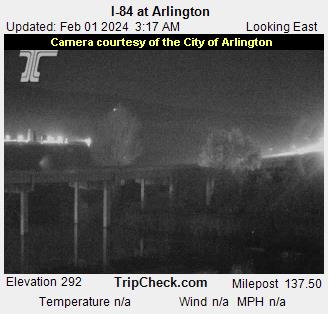 I-84 at Arlington
Updated: Feb 01 2024 3:17 AM Looking East
Camera courtesy of the City of Arlington
Elevation 292 TripCheck.com Milepost 137.50
Temperature n/a Wind n/a MPH n/a